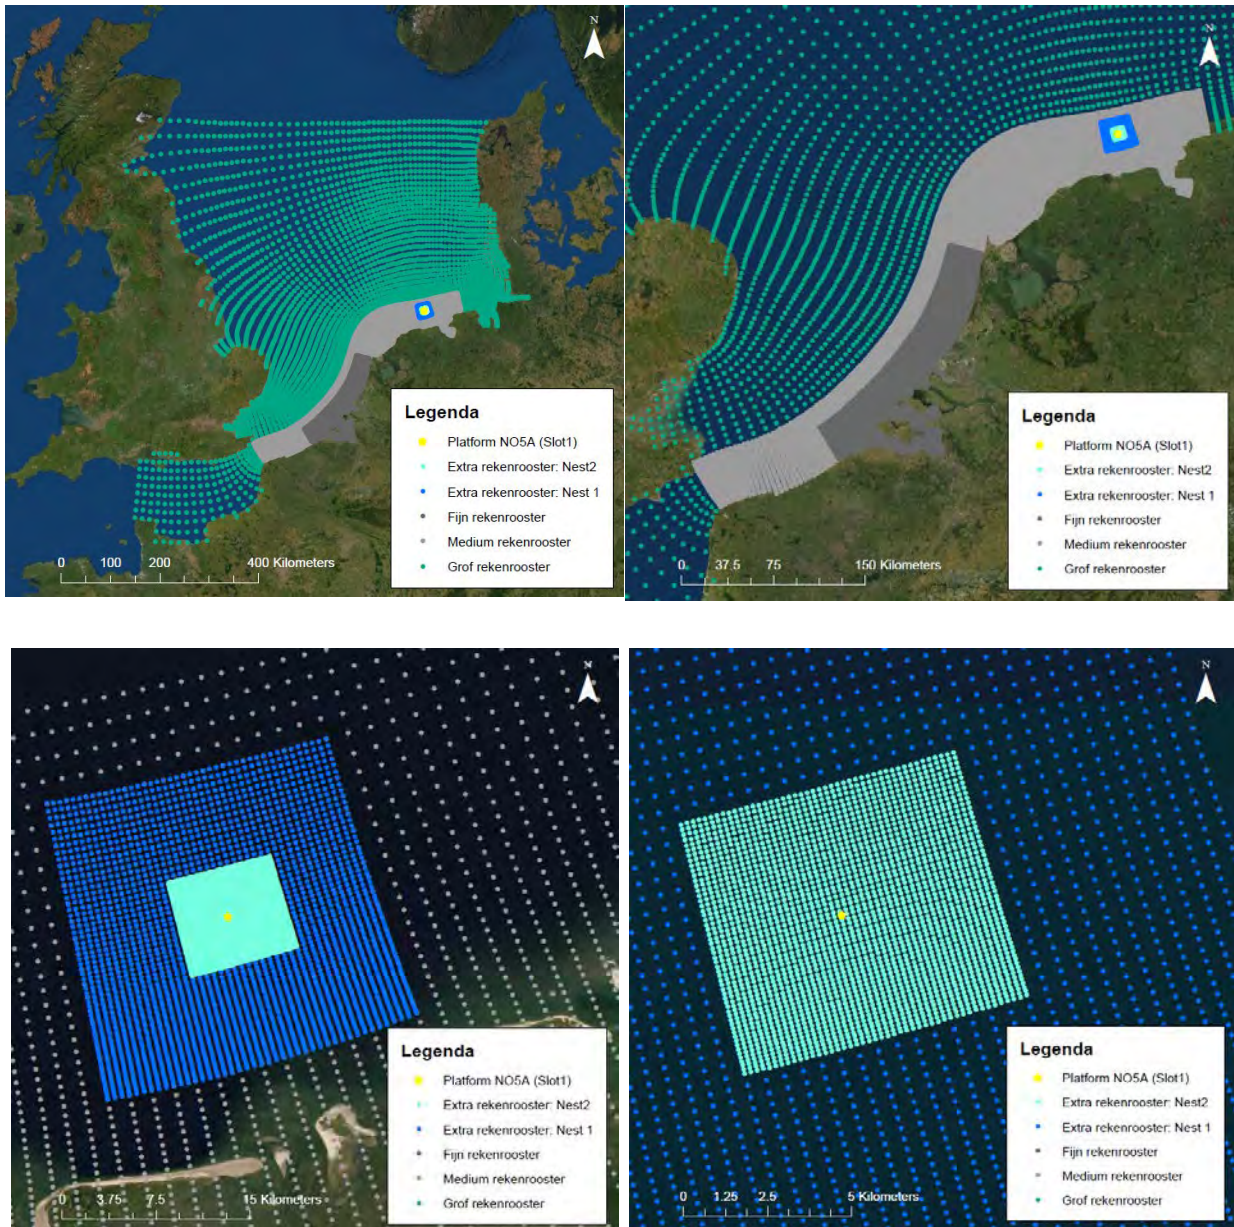 N
Legenda
Platform NO5A (Slot1)
Extra rekenrooster: Nest2
Extra rekenrooster: Nest 1
Fijn rekenrooster
Medium rekenrooster
Grof rekenrooster
0 100 200 400 Kilometers
N
Legenda
Platform NO5A (Slot1)
Extra rekenrooster: Nest2
Extra rekenrooster: Nest 1
Fijn rekenrooster
Medium rekenrooster
Grof rekenrooster
0 37.5 75 150 Kilometers
N
Legenda
Platform NO5A (Slot1)
Extra rekenrooster: Nest2
Extra rekenrooster: Nest 1
Fijn rekenrooster
Medium rekenrooster
Grof rekenrooster
0 3.75 7.5 15 Kilometers
N
Legenda
Platform NO5A (Slot1)
Extra rekenrooster: Nest2
Extra rekenrooster: Nest 1
Fijn rekenrooster
Medium rekenrooster
Grof rekenrooster
0 1.25 2.5 5 Kilometers